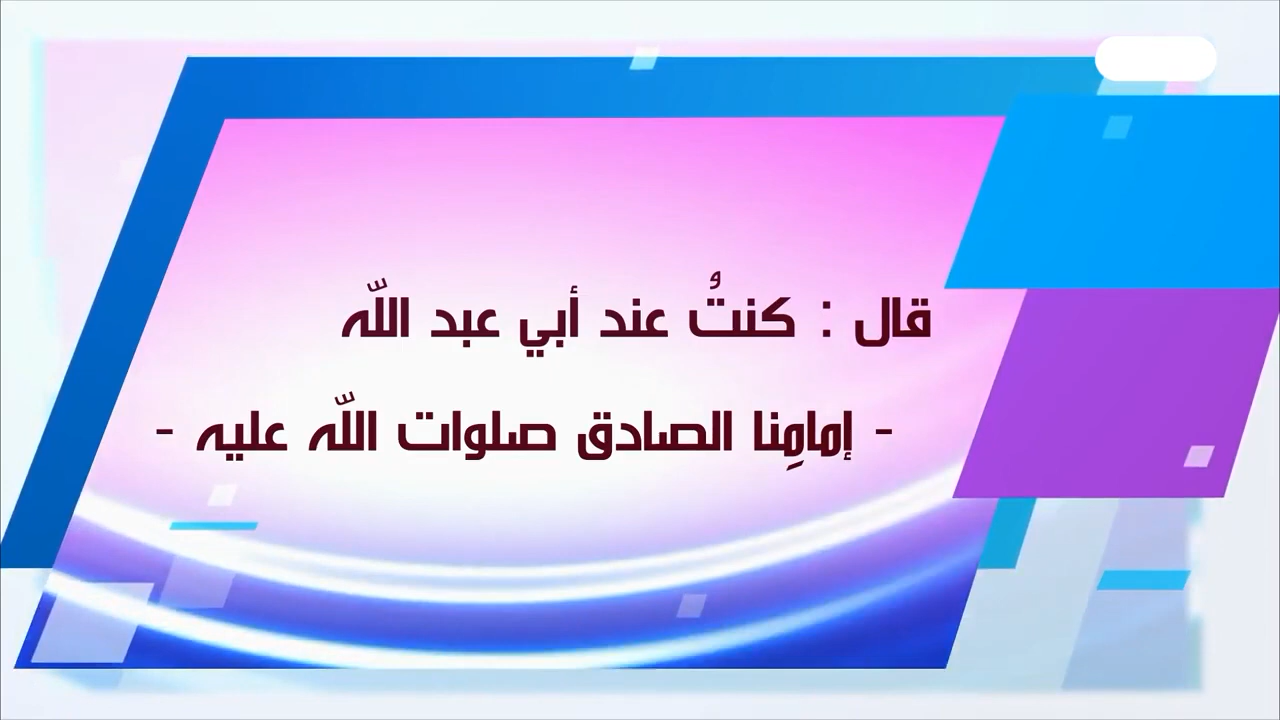 قال : كنتُ عند أبي عبد اللّه
- إمامِنا الصادق صلوات اللّه عليه -